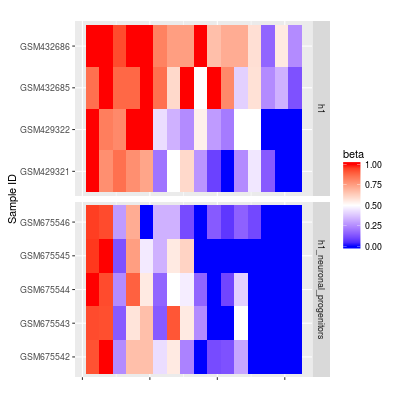 GSM432686
GSM432685
GSM429322
GSM429321
h1
GSM675546
GSM675545
GSM675544
GSM675543
GSM675542
h1_neuronal_progenitors
Sample ID
beta
1.00
0.75
0.50
0.25
0.00